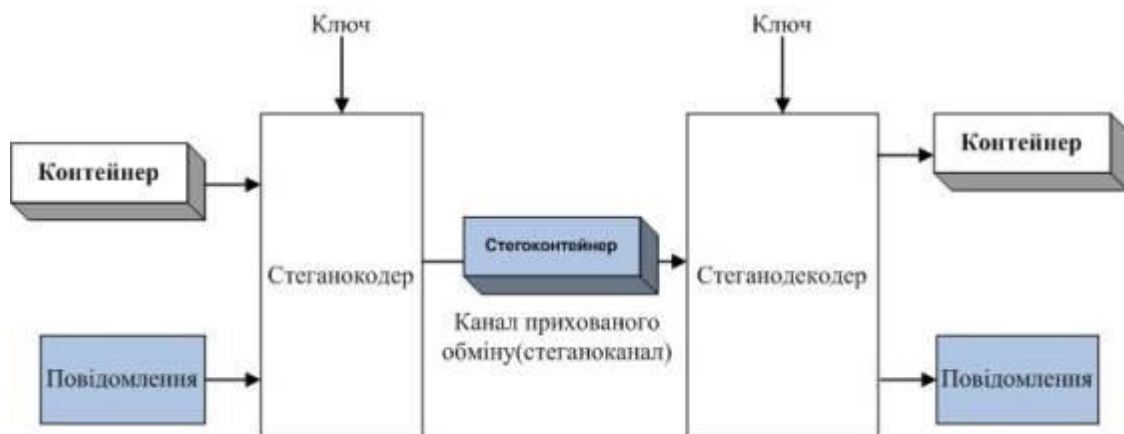 Ключ
Ключ
Контейнер
Контейнер
Стегоконтейнер
Стеганокодер
Стеганодекодер
Канал прихованого
обміну(стеганоканал)
Повідомлення
Повідомлення